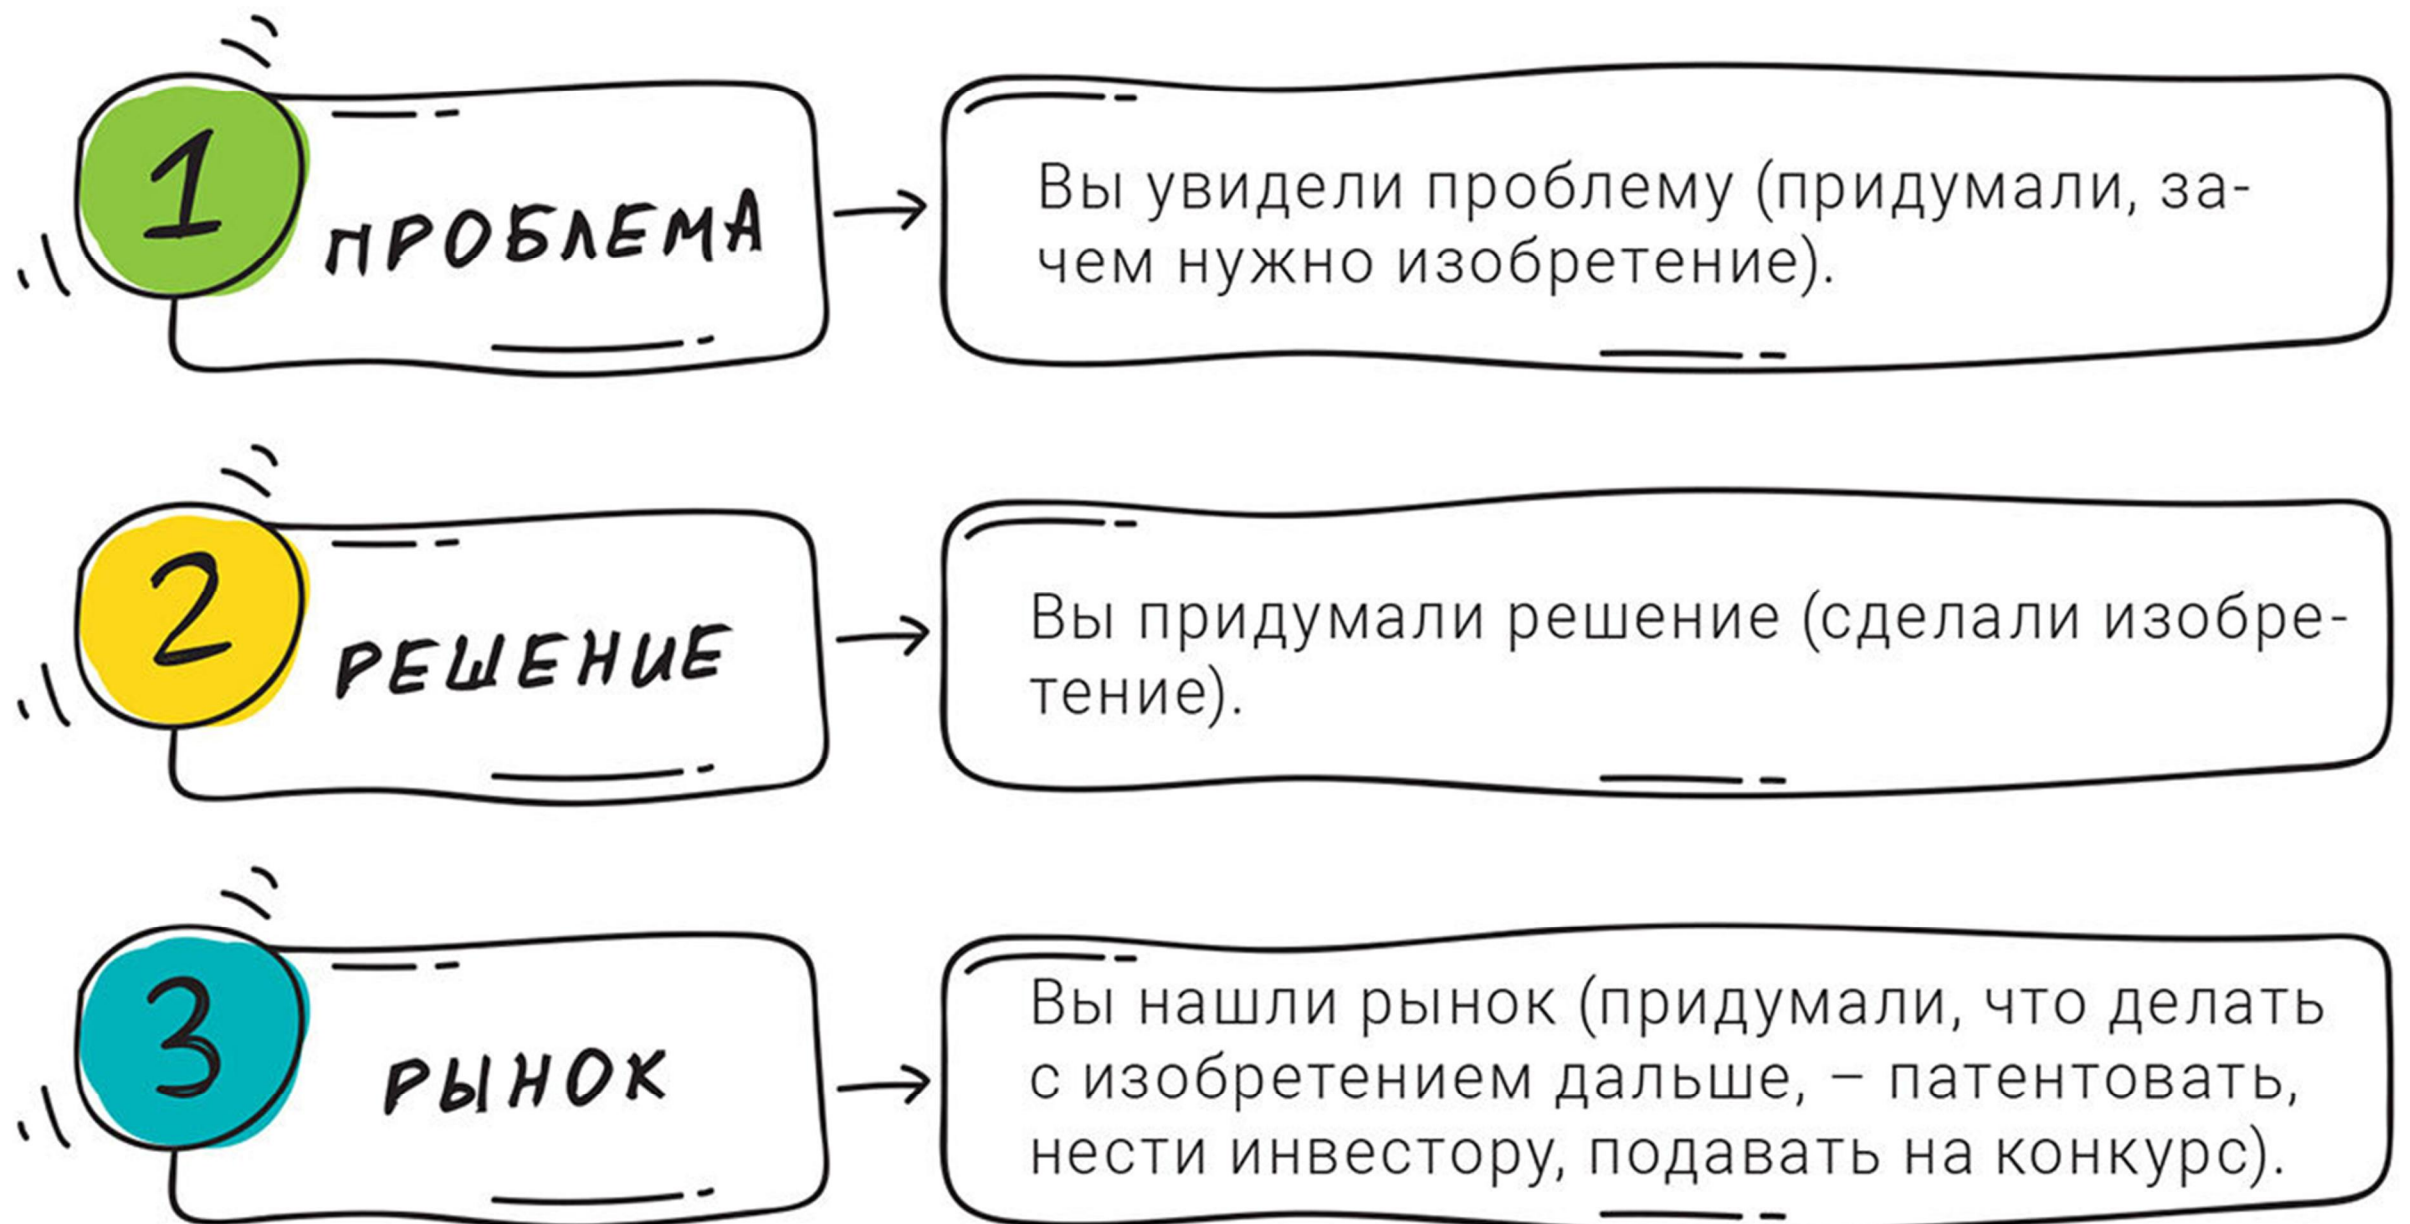 1
ПРОБЛЕМА
Вы увидели проблему (придумали, за-
чем нужно изобретение).
2
РЕШЕНИЕ
Вы придумали решение (сделали изобре-
тение).
3
РЫНОК
Вы нашли рынок (придумали, что делать
с изобретением дальше, – патентовать,
нести инвестору, подавать на конкурс).